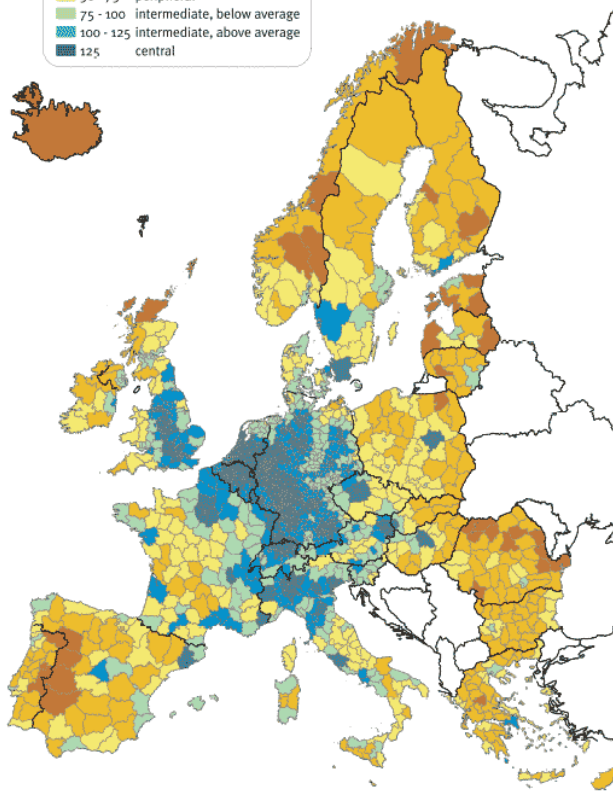 75 - 100 intermediate, below average
100 - 125 intermediate, above average
125 central